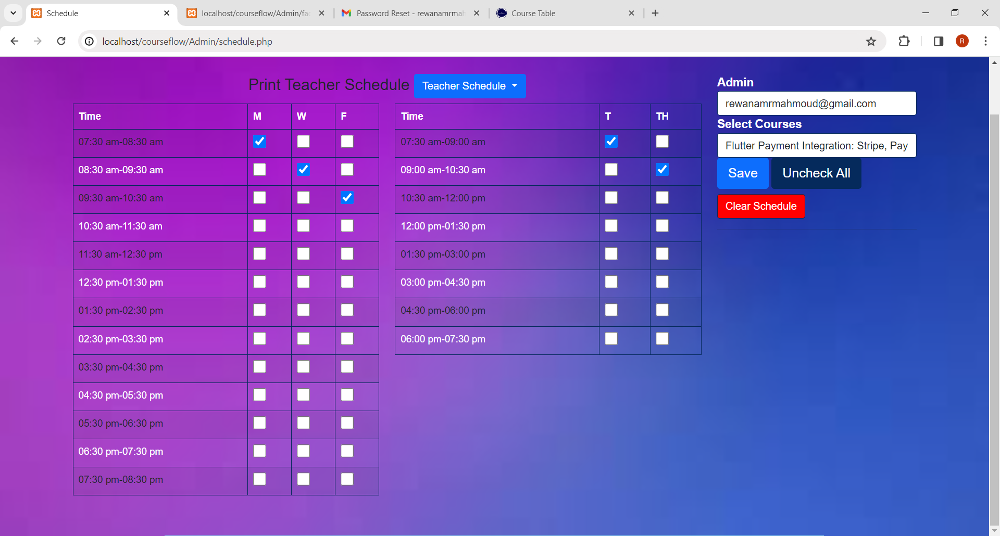 Schedule
localhost/courseflow/Admin/fac
Password Reset - rewanamrmah
Course Table
localhost/courseflow/Admin/schedule.php
R
Print Teacher Schedule Teacher Schedule
Time M W F
07:30 am-08:30 am
08:30 am-09:30 am
09:30 am-10:30 am
10:30 am-11:30 am
11:30 am-12:30 pm
12:30 pm-01:30 pm
01:30 pm-02:30 pm
02:30 pm-03:30 pm
03:30 pm-04:30 pm
04:30 pm-05:30 pm
05:30 pm-06:30 pm
06:30 pm-07:30 pm
07:30 pm-08:30 pm
Time T TH
07:30 am-09:00 am
09:00 am-10:30 am
10:30 am-12:00 pm
12:00 pm-01:30 pm
01:30 pm-03:00 pm
03:00 pm-04:30 pm
04:30 pm-06:00 pm
06:00 pm-07:30 pm
Admin
rewanamrmahmoud@gmail.com
Select Courses
Flutter Payment Integration: Stripe, Pay
Save Uncheck All
Clear Schedule